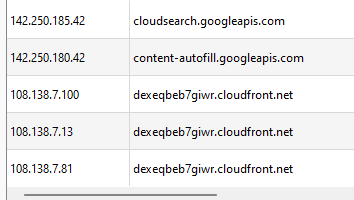 142.250.185.42 cloudsearch.googleapis.com
142.250.180.42 content-autofill.googleapis.com
108.138.7.100 dexeqbeb7giwr.cloudfront.net
108.138.7.13 dexeqbeb7giwr.cloudfront.net
108.138.7.81 dexeqbeb7giwr.cloudfront.net